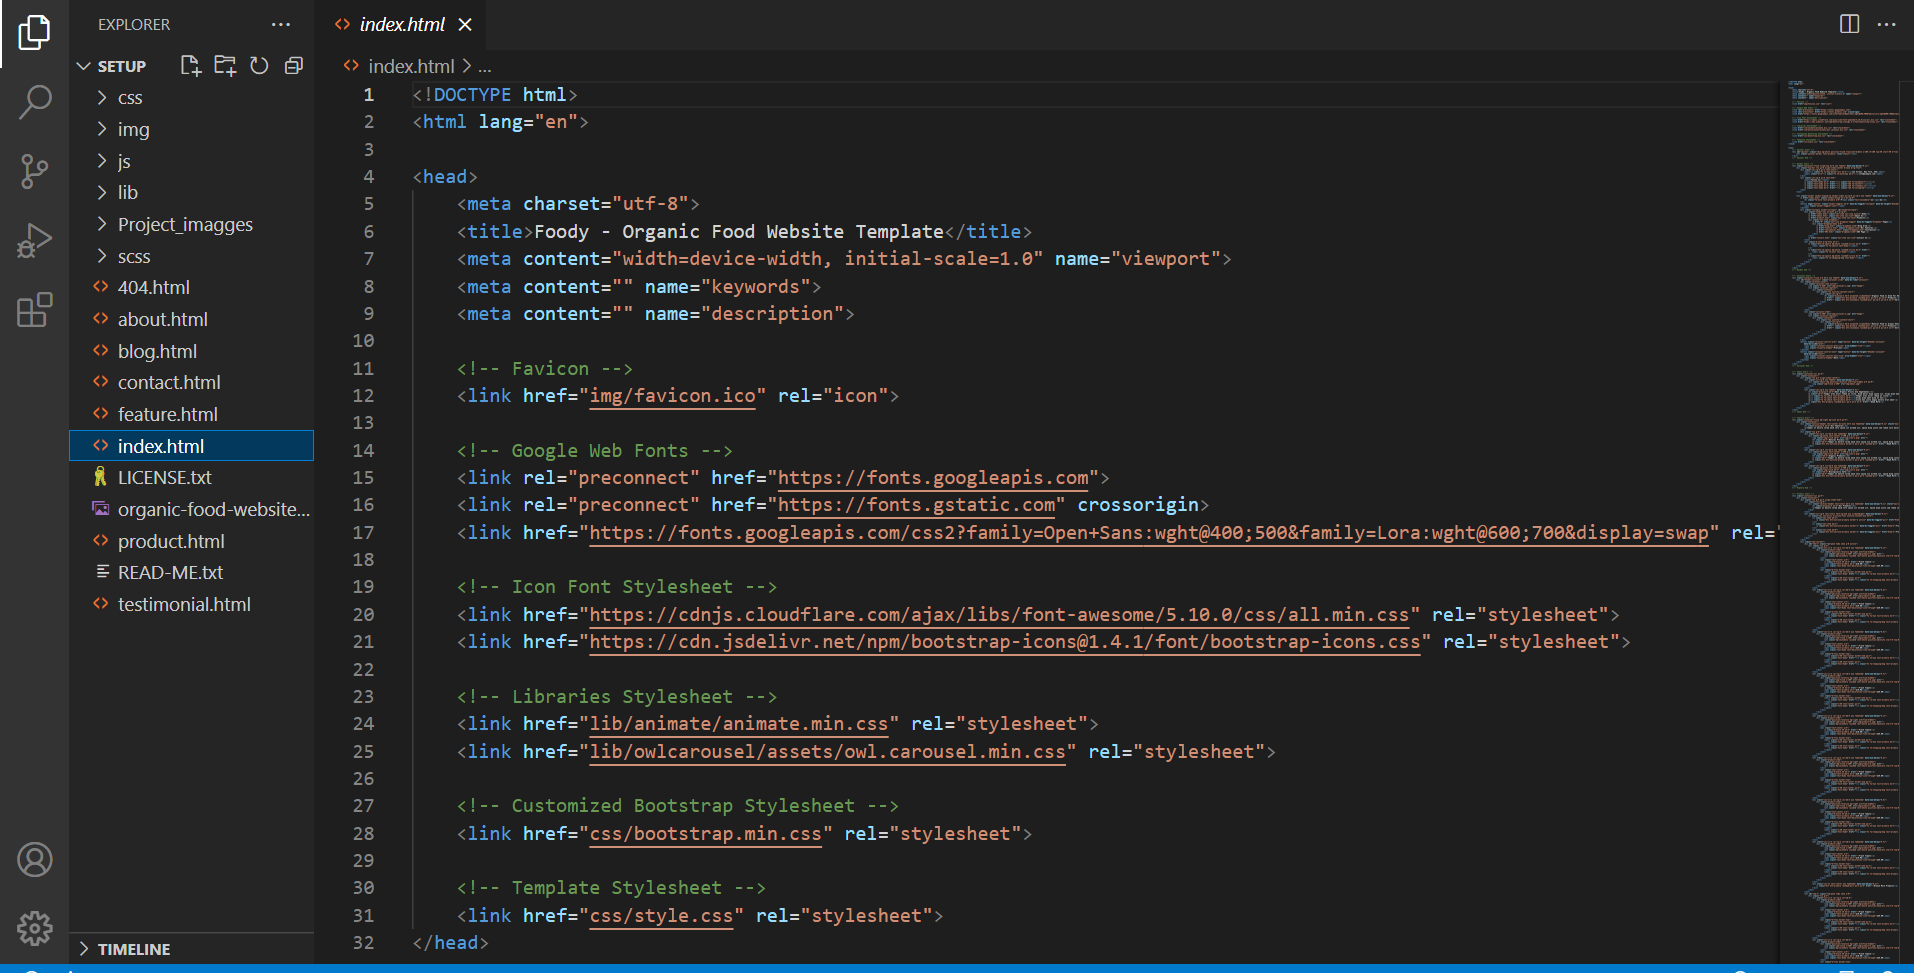 EXPLORER
SETUP
css
img
js
lib
Project_imagges
scss
404.html
about.html
blog.html
contact.html
feature.html
index.html
LICENSE.txt
organic-food-website...
product.html
READ-ME.txt
testimonial.html
TIMELINE
index.html
index.html > ...
1 <!DOCTYPE html>
2 <html lang="en">
3
4 <head>
5 <meta charset="utf-8">
6 <title>Foody - Organic Food Website Template</title>
7 <meta content="width=device-width, initial-scale=1.0" name="viewport">
8 <meta content="" name="keywords">
9 <meta content="" name="description">
10
11 <!-- Favicon -->
12 <link href="img/favicon.ico" rel="icon">
13
14 <!-- Google Web Fonts -->
15 <link rel="preconnect" href="https://fonts.googleapis.com">
16 <link rel="preconnect" href="https://fonts.gstatic.com" crossorigin>
17 <link href="https://fonts.googleapis.com/css2?family=Open+Sans:wght@400;500&family=Lora:wght@600;700&display=swap" rel="
18
19 <!-- Icon Font Stylesheet -->
20 <link href="https://cdnjs.cloudflare.com/ajax/libs/font-awesome/5.10.0/css/all.min.css" rel="stylesheet">
21 <link href="https://cdn.jsdelivr.net/npm/bootstrap-icons@1.4.1/font/bootstrap-icons.css" rel="stylesheet">
22
23 <!-- Libraries Stylesheet -->
24 <link href="lib/animate/animate.min.css" rel="stylesheet">
25 <link href="lib/owlcarousel/assets/owl.carousel.min.css" rel="stylesheet">
26
27 <!-- Customized Bootstrap Stylesheet -->
28 <link href="css/bootstrap.min.css" rel="stylesheet">
29
30 <!-- Template Stylesheet -->
31 <link href="css/style.css" rel="stylesheet">
32 </head>